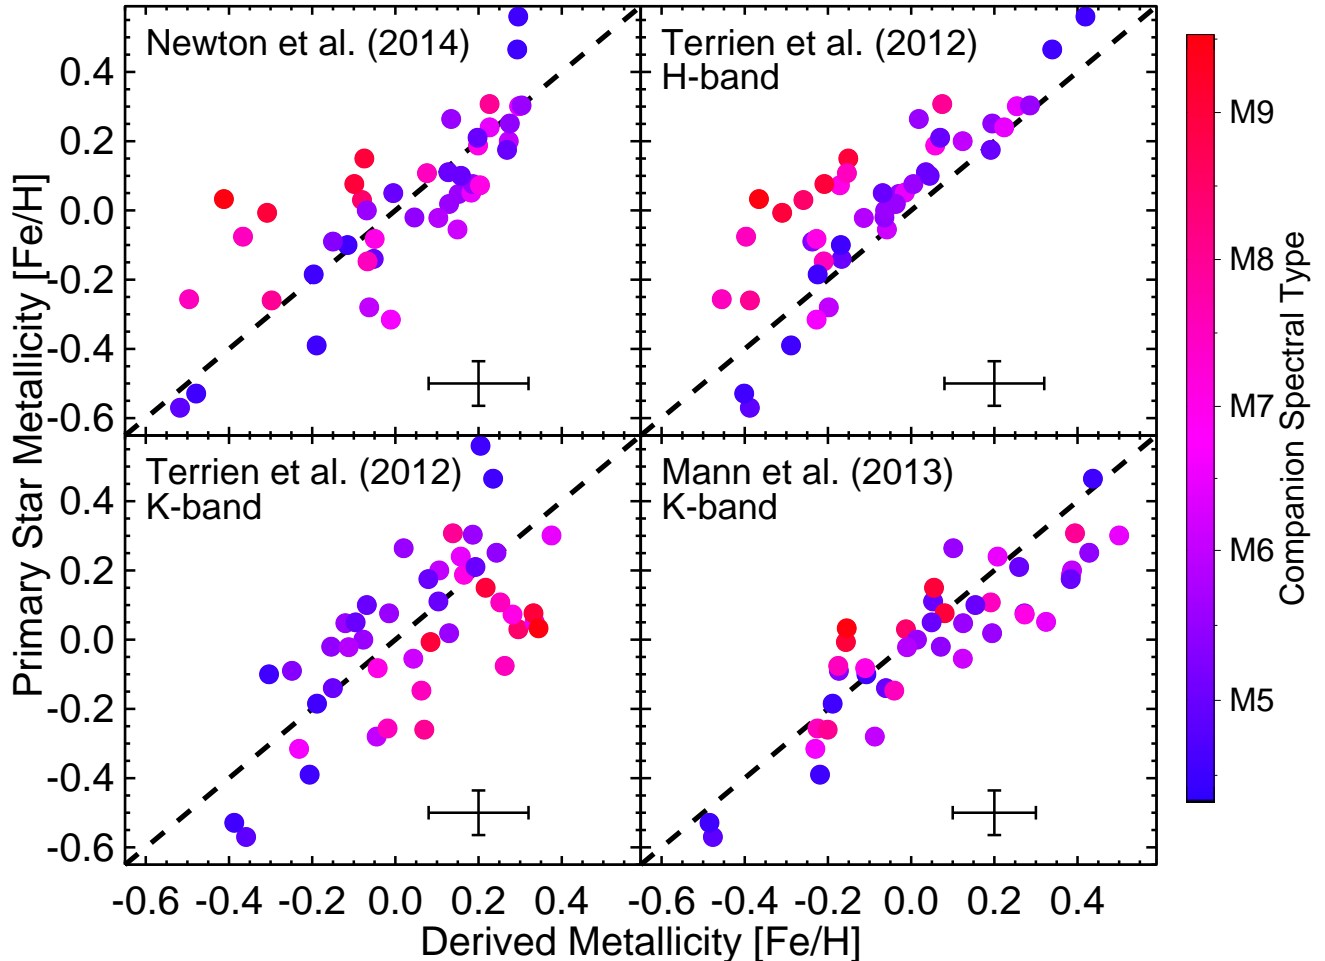 Newton et al. (2014)
Terrien et al. (2012)
H-band
Terrien et al. (2012)
K-band
Mann et al. (2013)
K-band
0.4
0.2
0.0
-0.2
-0.4
-0.6
0.4
0.2
0.0
-0.2
-0.4
-0.6
Primary Star Metallicity [Fe/H]
-0.6 -0.4 -0.2 0.0 0.2 0.4 -0.6 -0.4 -0.2 0.0 0.2 0.4
Derived Metallicity [Fe/H]
M9
M8
M7
M6
M5
Companion Spectral Type